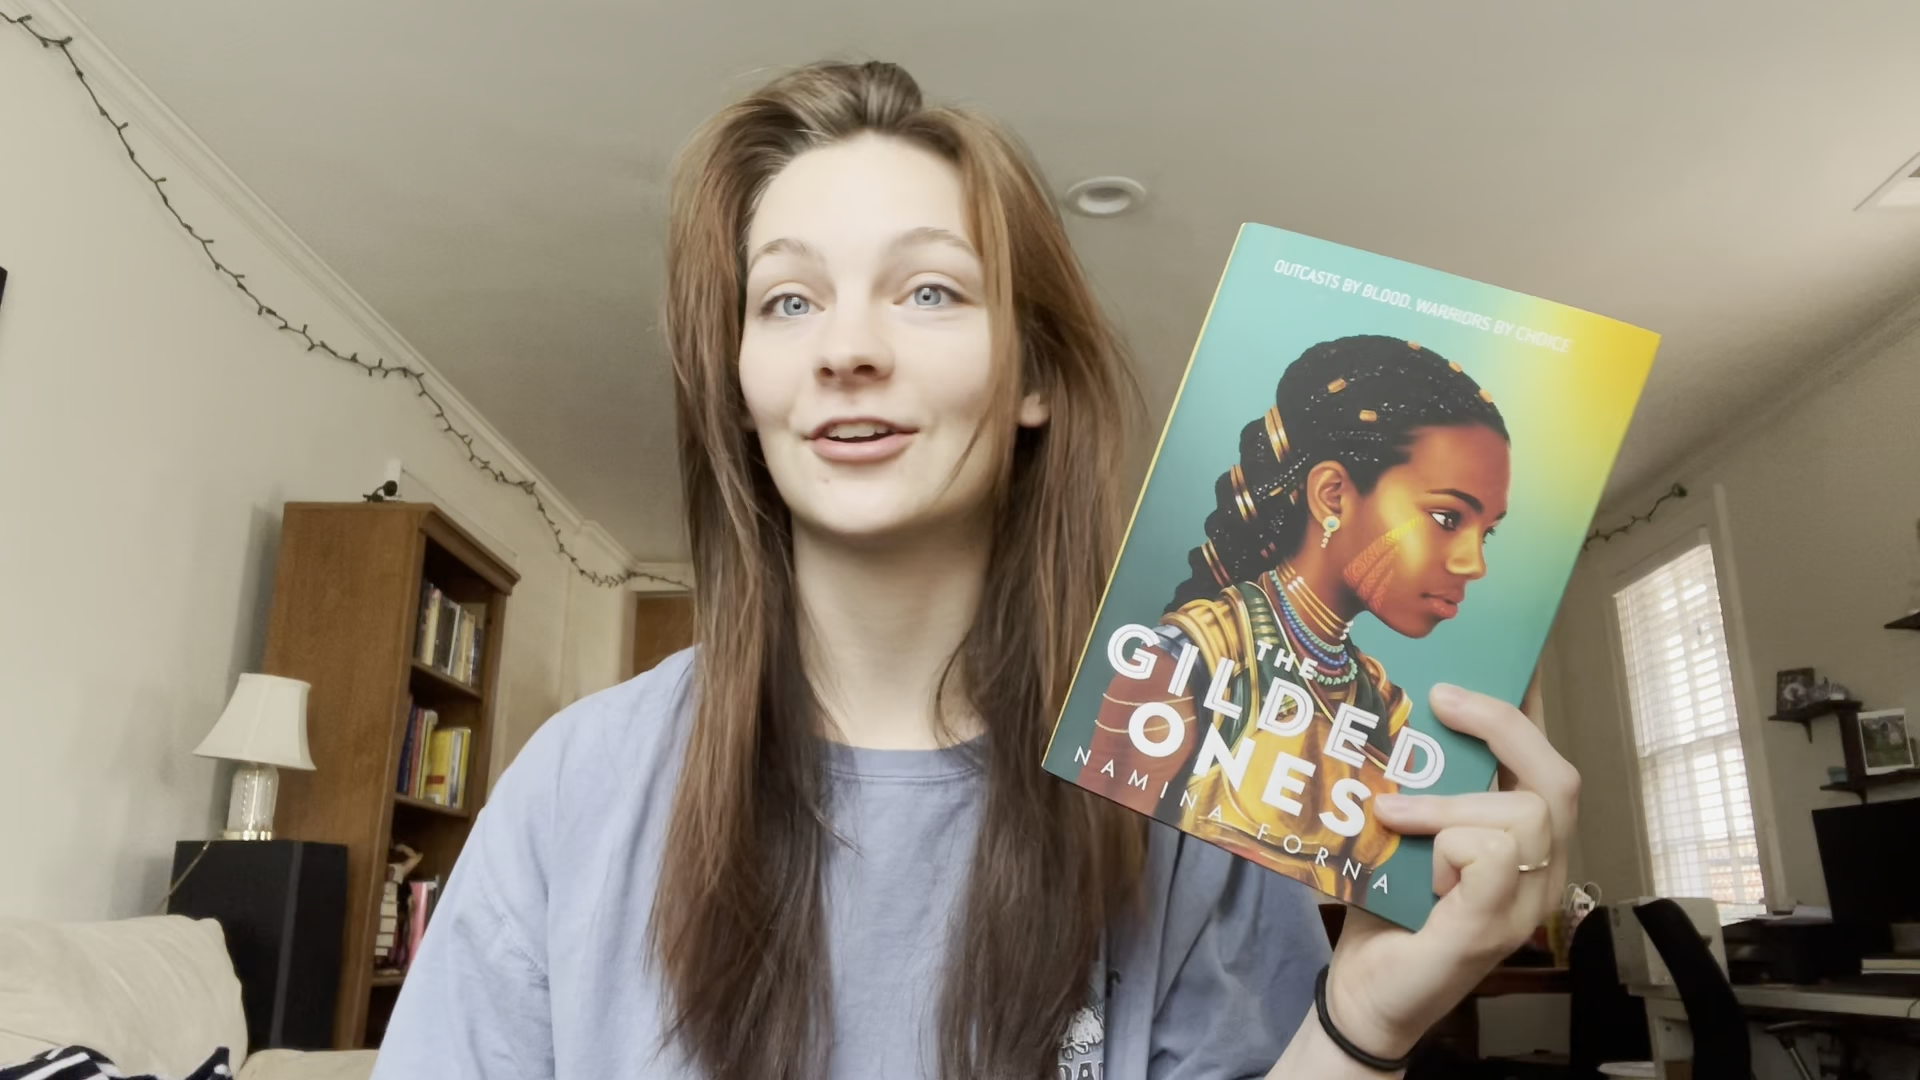 OUTCASTS BY BLOOD. WARRIORS BY CHOICE
THE
GILDED
ONES
NAMINA FORNA